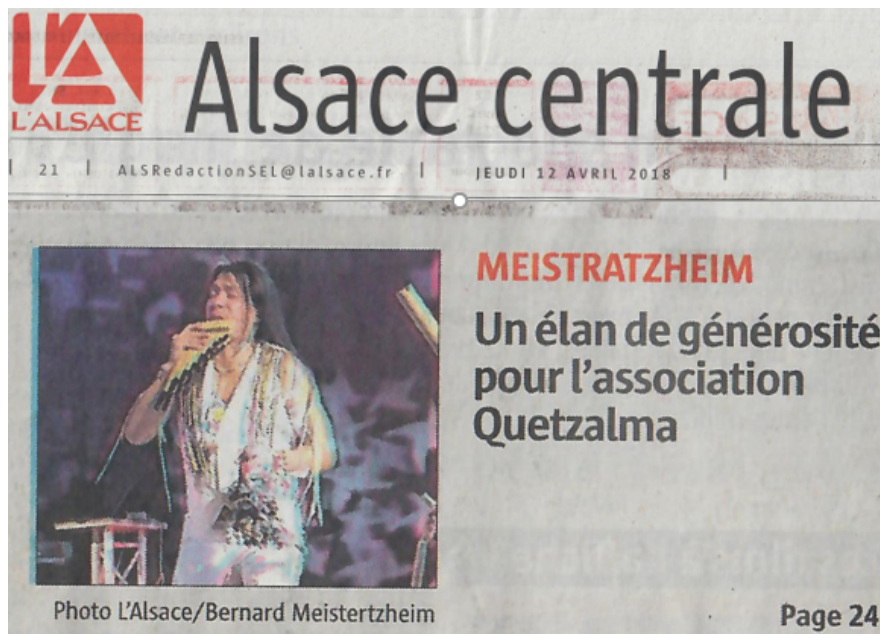 L'ALSACE
Alsace centrale
| 21 | ALSRedactionSEL@lalsace.fr | JEUDI 12 AVRIL 2018 |
MEISTRATZHEIM
Un élan de générosité
pour l'association
Quetzalma
Photo L'Alsace/Bernard Meistertzheim
Page 24